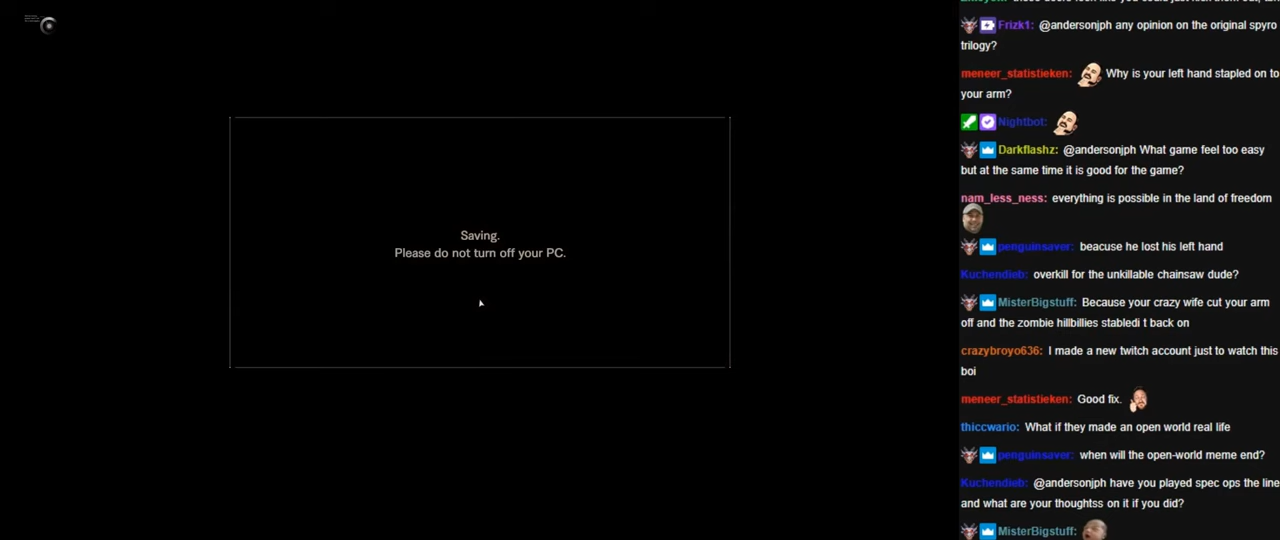 Saving.
Please do not turn off your PC.
Frizk1: @andersonjph any opinion on the original spyro
trilogy?
meneer_statistieken: Why is your left hand stapled on to
your arm?
Nightbot:
Darkflashz: @andersonjph What game feel too easy
but at the same time it is good for the game?
nam_less_ness: everything is possible in the land of freedom
penguinsaver: beacuse he lost his left hand
Kuchendieb: overkill for the unkillable chainsaw dude?
MisterBigstuff: Because your crazy wife cut your arm
off and the zombie hillbillies stabledi t back on
crazybroyo636: I made a new twitch account just to watch this
boi
meneer_statistieken: Good fix.
thiccwario: What if they made an open world real life
penguinsaver: when will the open-world meme end?
Kuchendieb: @andersonjph have you played spec ops the line
and what are your thoughtss on it if you did?
MisterBigstuff: